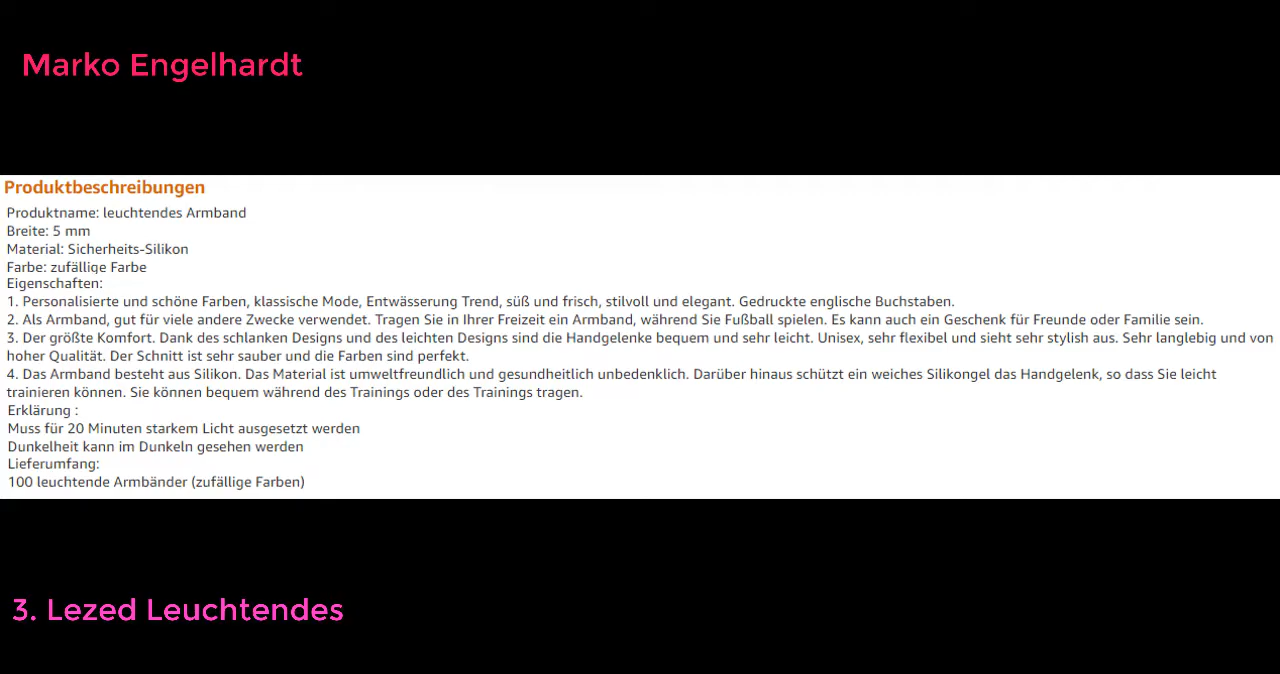 Marko Engelhardt
Produktbeschreibungen
Produktname: leuchtendes Armband
Breite: 5 mm
Material: Sicherheits-Silikon
Farbe: zufällige Farbe
Eigenschaften:
1. Personalisierte und schöne Farben, klassische Mode, Entwässerung Trend, süß und frisch, stilvoll und elegant. Gedruckte englische Buchstaben.
2. Als Armband, gut für viele andere Zwecke verwendet. Tragen Sie in Ihrer Freizeit ein Armband, während Sie Fußball spielen. Es kann auch ein Geschenk für Freunde oder Familie sein.
3. Der größte Komfort. Dank des schlanken Designs und des leichten Designs sind die Handgelenke bequem und sehr leicht. Unisex, sehr flexibel und sieht sehr stylish aus. Sehr langlebig und von
hoher Qualität. Der Schnitt ist sehr sauber und die Farben sind perfekt.
4. Das Armband besteht aus Silikon. Das Material ist umweltfreundlich und gesundheitlich unbedenklich. Darüber hinaus schützt ein weiches Silikongel das Handgelenk, so dass Sie leicht
trainieren können. Sie können bequem während des Trainings oder des Trainings tragen.
Erklärung :
Muss für 20 Minuten starkem Licht ausgesetzt werden
Dunkelheit kann im Dunkeln gesehen werden
Lieferumfang:
100 leuchtende Armbänder (zufällige Farben)
3. Lezed Leuchtendes